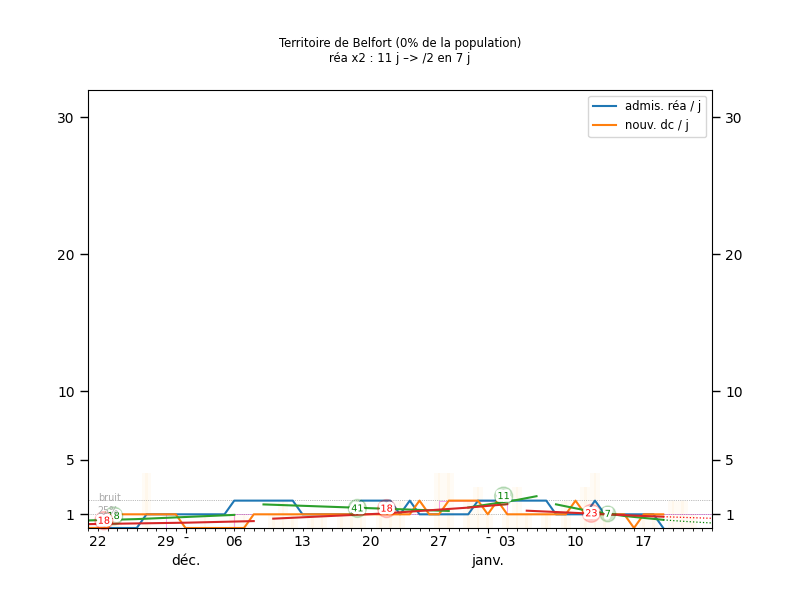 Territoire de Belfort (0% de la population)
réa x2 : 11 j –> /2 en 7 j
admis. réa / j
nouv. dc / j
30 30
20 20
10 10
5 5
bruit
25%
1 1
18 18 41 18 11 23 7
22 29 06 13 20 27 03 10 17
déc. janv.